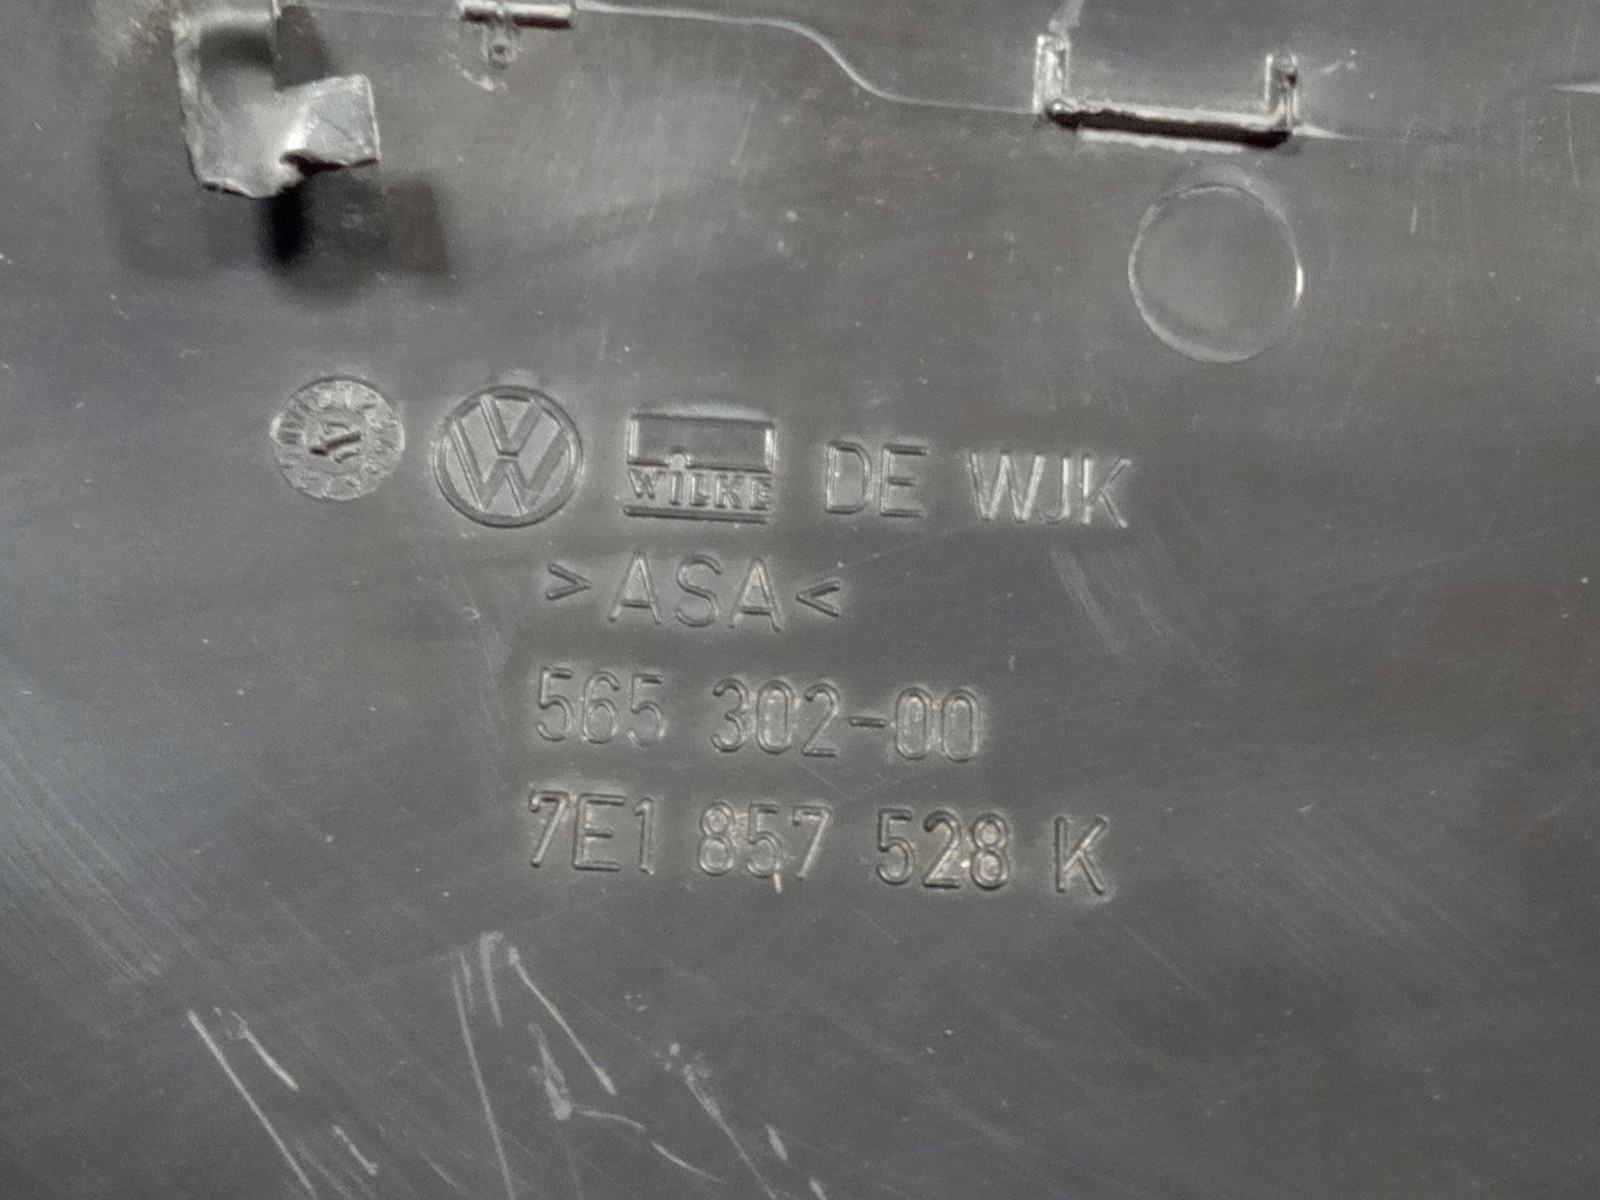 WILKE DE WJK
>ASA<
565 302-00
7E1 857 528 K